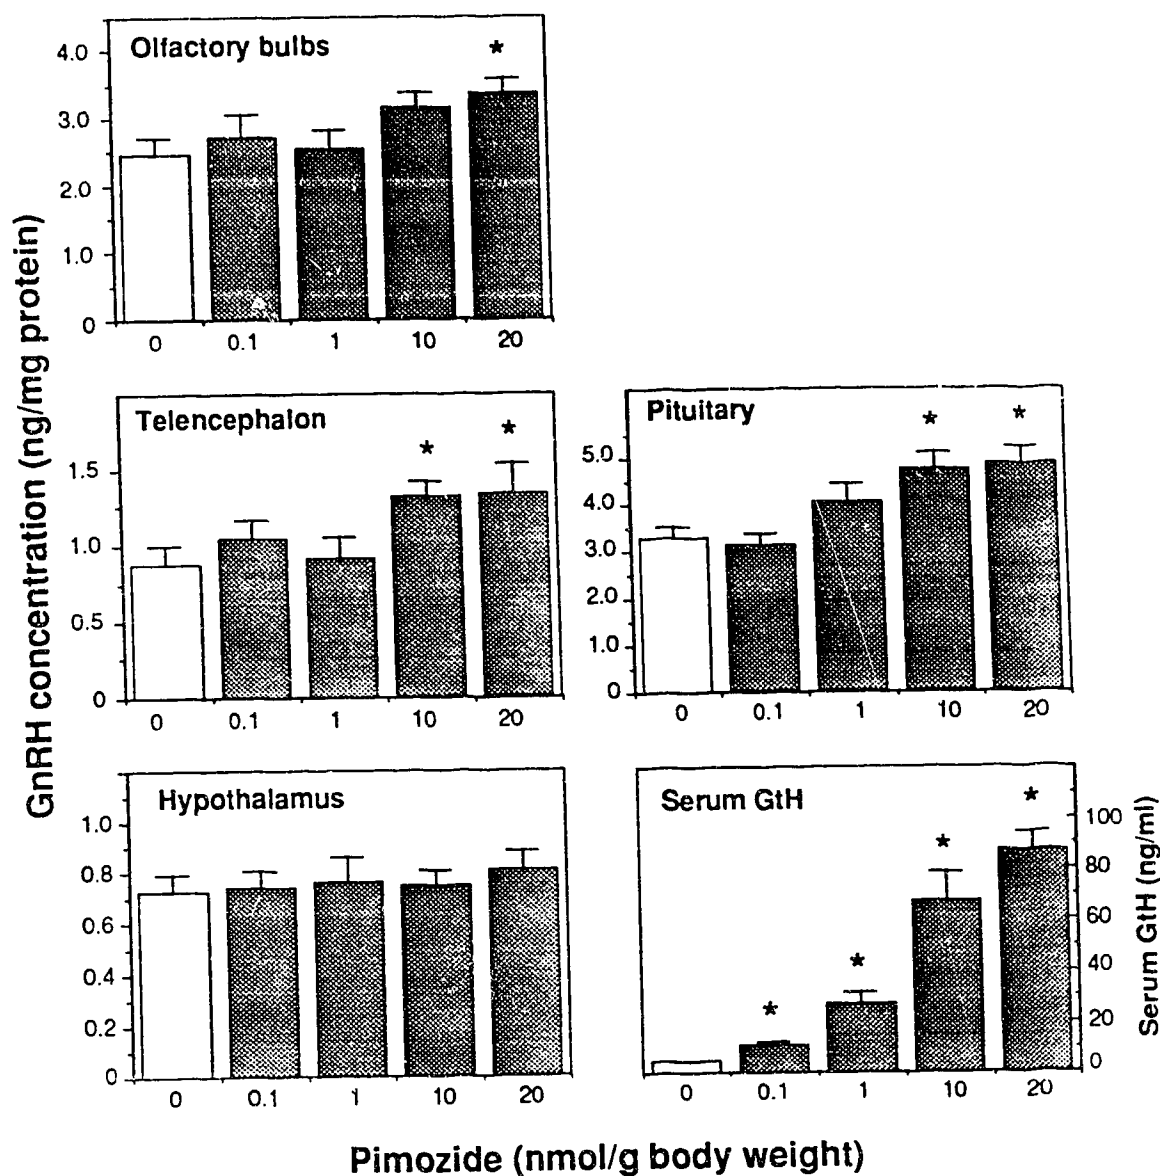 Olfactory bulbs
*
4.0
3.0
2.0
1.0
0
0 0.1 1 10 20
GnRH concentration (ng/mg protein)
Telencephalon
* *
1.5
1.0
0.5
0
0 0.1 1 10 20
Pituitary
* *
5.0
4.0
3.0
2.0
1.0
0
0 0.1 1 10 20
Hypothalamus
1.0
0.8
0.6
0.4
0.2
0
0 0.1 1 10 20
Serum GtH
* * * *
100
80
60
40
20
0
Serum GtH (ng/ml)
0 0.1 1 10 20
Pimozide (nmol/g body weight)